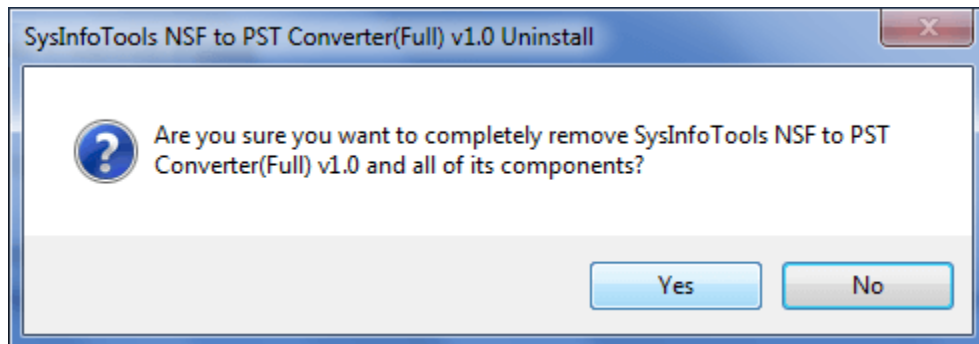 SysInfoTools NSF to PST Converter(Full) v1.0 Uninstall
Are you sure you want to completely remove SysInfoTools NSF to PST
Converter(Full) v1.0 and all of its components?
Yes No